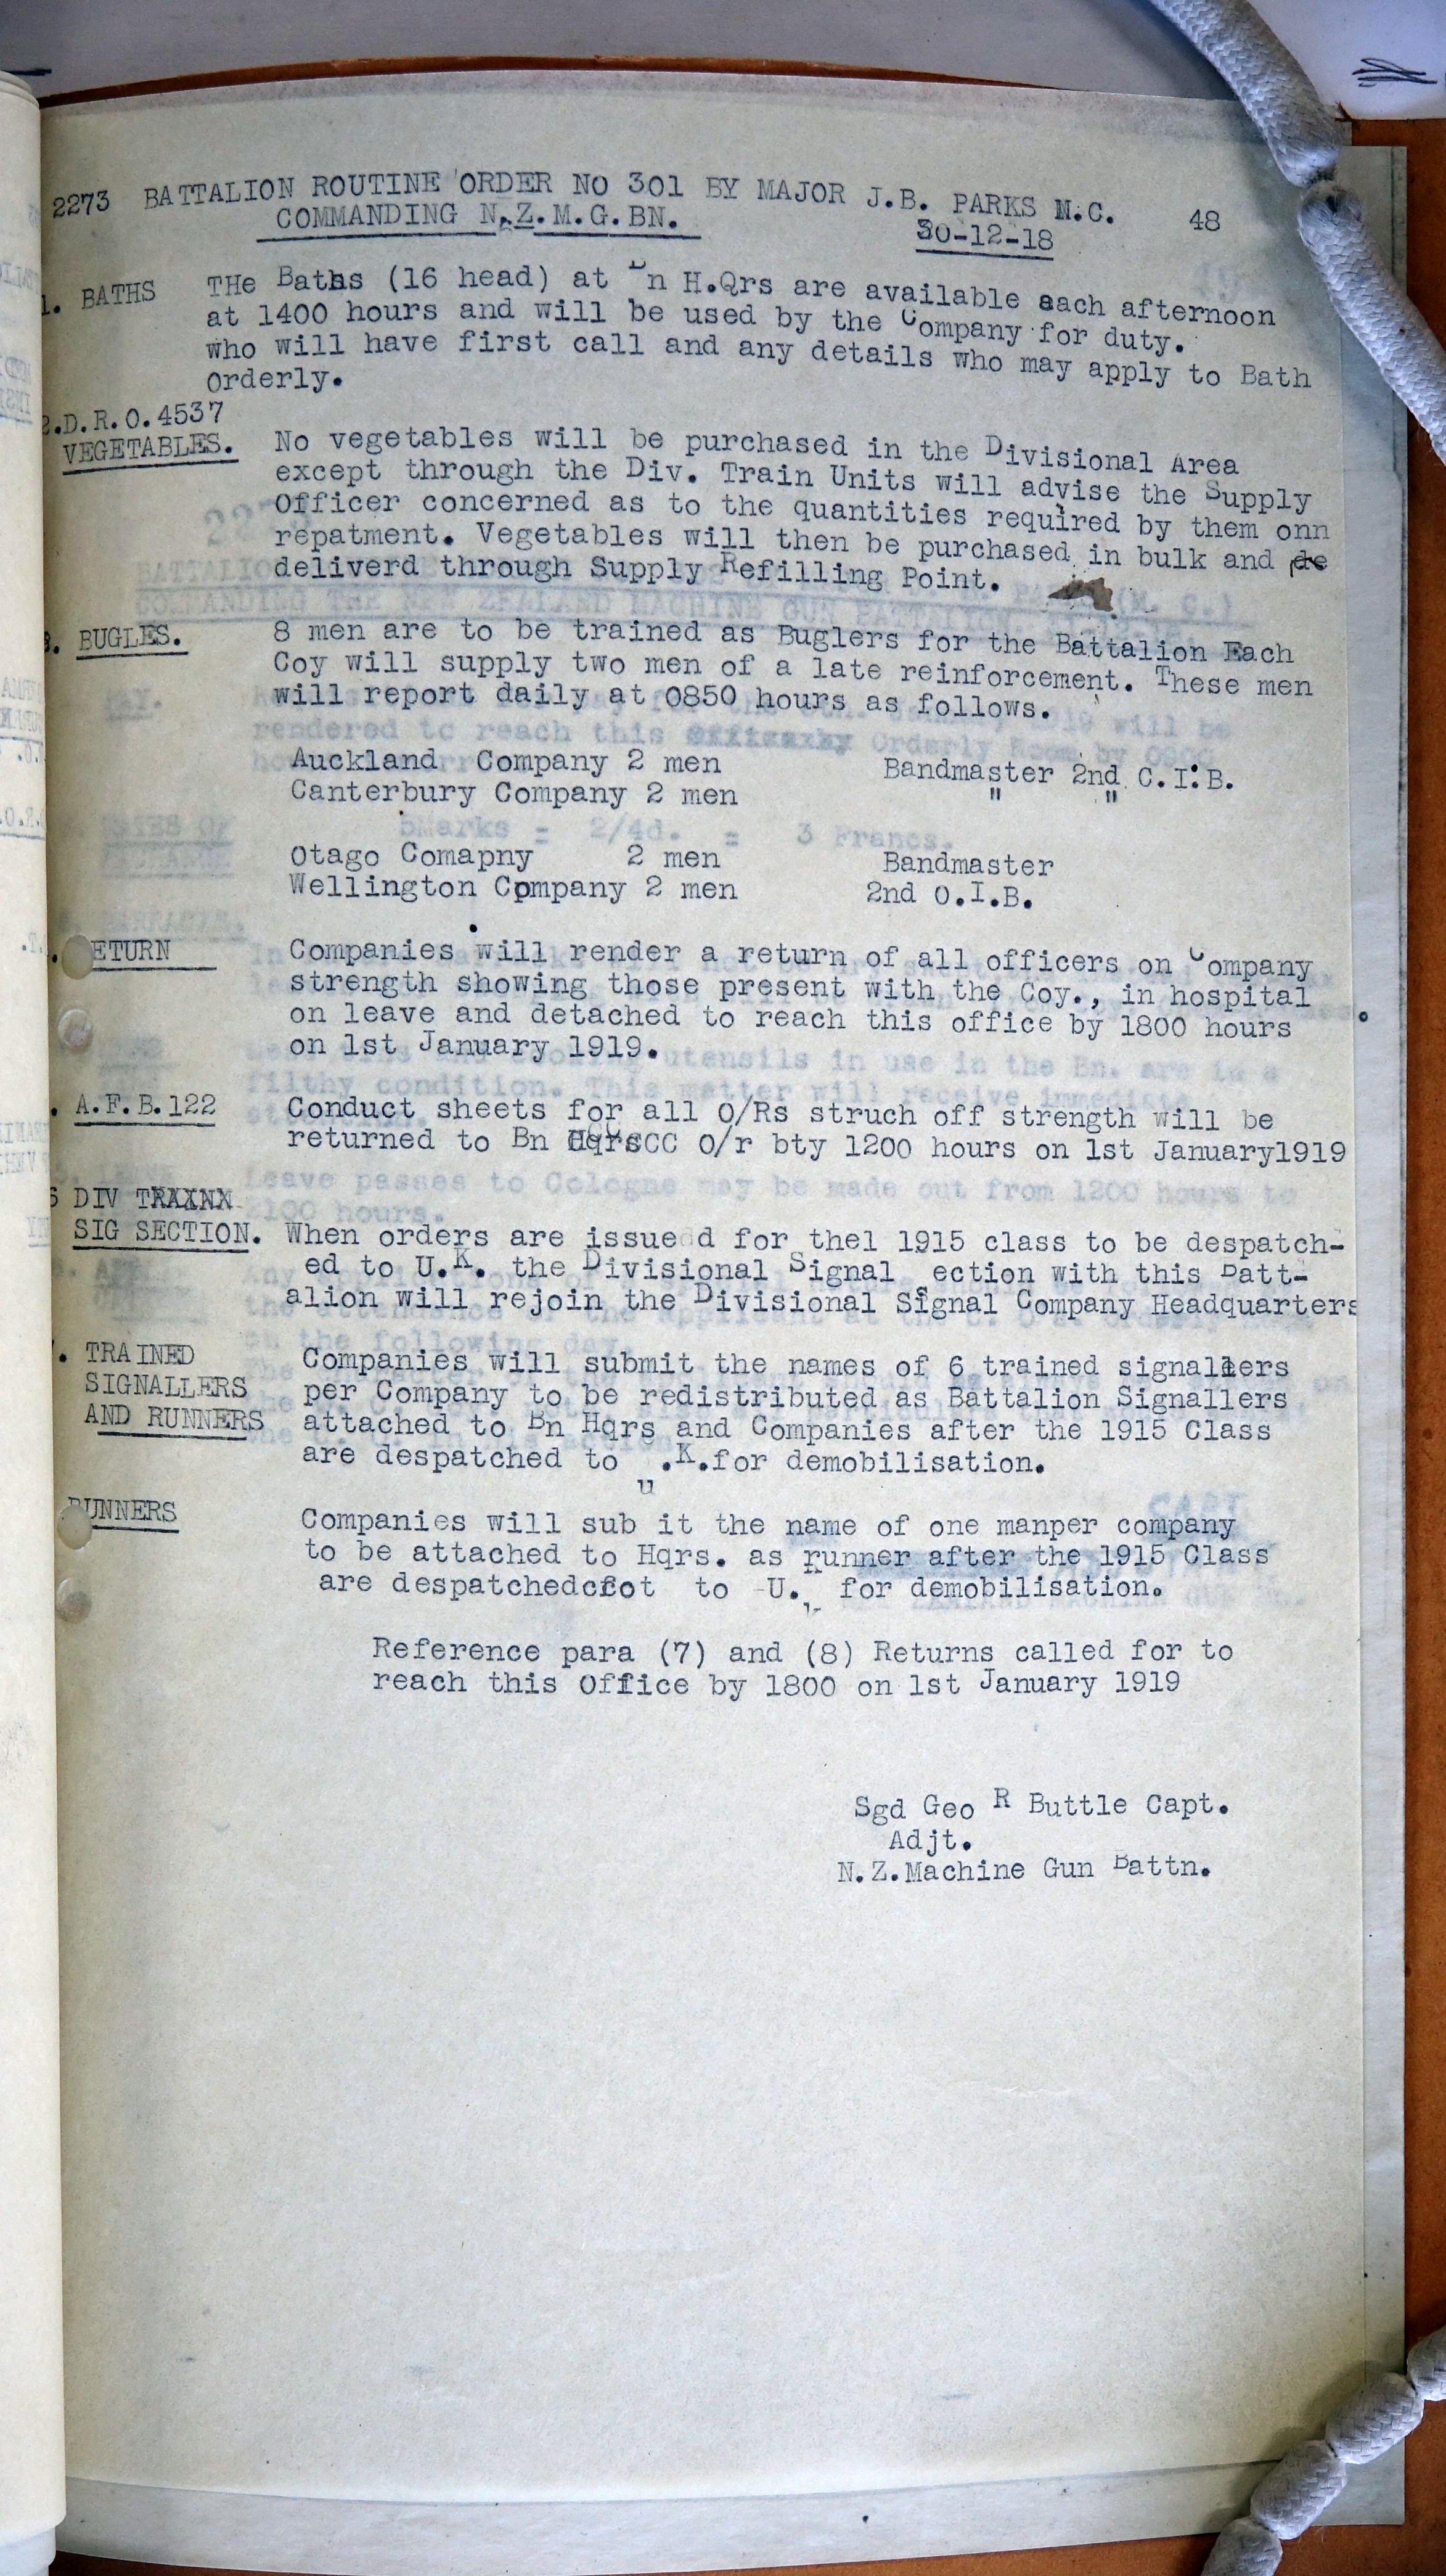 2273 BATTALION ROUTINE ORDER NO 301 BY MAJOR J.B. PARKS M.C. 48
COMMANDING N.Z.M.G.BN. 30-12-18
1. BATHS THe Baths (16 head) at Bn H.Qrs are available each afternoon
at 1400 hours and will be used by the Company for duty.
who will have first call and any details who may apply to Bath
Orderly.
2.D.R.O.4537
VEGETABLES. No vegetables will be purchased in the Divisional Area
except through the Div. Train Units will advise the Supply
Officer concerned as to the quantities required by them onn
repatment. Vegetables will then be purchased in bulk and de
deliverd through Supply Refilling Point.
3. BUGLES. 8 men are to be trained as Buglers for the Battalion Each
Coy will supply two men of a late reinforcement. These men
will report daily at 0850 hours as follows.
Auckland Company 2 men Bandmaster 2nd C.I.B.
Canterbury Company 2 men " "
Otago Comapny 2 men Bandmaster
Wellington Company 2 men 2nd O.I.B.
. ETURN Companies will render a return of all officers on Company
strength showing those present with the Coy., in hospital
on leave and detached to reach this office by 1800 hours
on 1st January 1919.
. A.F.B.122 Conduct sheets for all O/Rs struch off strength will be
returned to Bn HqrsCC O/r bty 1200 hours on 1st January1919
6 DIV TRAINX
SIG SECTION. When orders are issued d for thel 1915 class to be despatch-
ed to U.K. the Divisional Signal Section with this Batt-
alion will rejoin the Divisional Signal Company Headquarters
7. TRAINED Companies will submit the names of 6 trained signallers
SIGNALLERS per Company to be redistributed as Battalion Signallers
AND RUNNERS attached to Bn Hqrs and Companies after the 1915 Class
are despatched to U.K.for demobilisation.
RUNNERS Companies will sub it the name of one manper company
to be attached to Hqrs. as runner after the 1915 Class
are despatchedcfot to U.K for demobilisation.
Reference para (7) and (8) Returns called for to
reach this Office by 1800 on 1st January 1919
Sgd Geo R Buttle Capt.
Adjt.
N.Z.Machine Gun Battn.